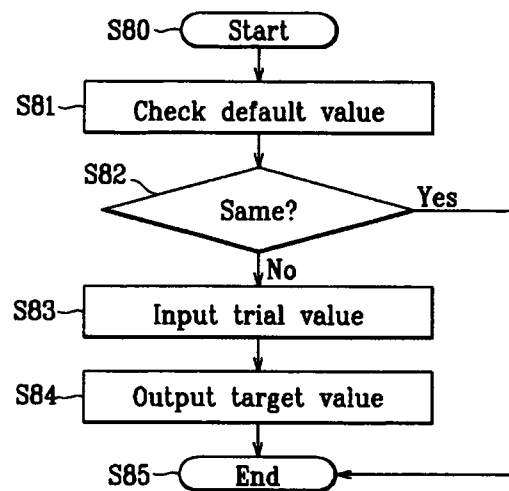 S80 Start
S81 Check default value
S82 Same? Yes
No
S83 Input trial value
S84 Output target value
S85 End